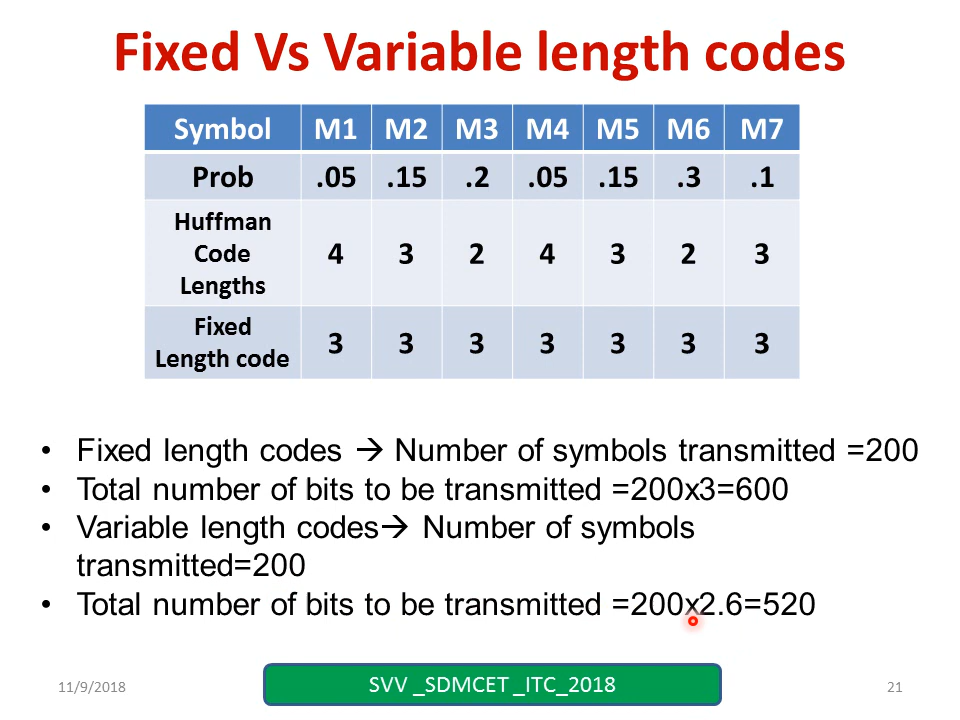 Fixed Vs Variable length codes
Symbol M1 M2 M3 M4 M5 M6 M7
Prob .05 .15 .2 .05 .15 .3 .1
Huffman
Code
Lengths 4 3 2 4 3 2 3
Fixed
Length code 3 3 3 3 3 3 3
• Fixed length codes → Number of symbols transmitted =200
• Total number of bits to be transmitted =200x3=600
• Variable length codes→ Number of symbols
transmitted=200
• Total number of bits to be transmitted =200x2.6=520
11/9/2018
SVV _SDMCET _ITC_2018
21